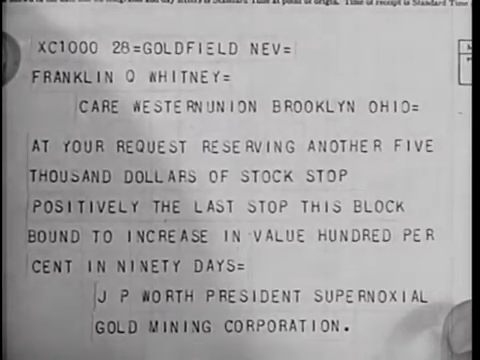 XC1000 28=GOLDFIELD NEV=
FRANKLIN Q WHITNEY=
CARE WESTERNUNION BROOKLYN OHIO=
AT YOUR REQUEST RESERVING ANOTHER FIVE
THOUSAND DOLLARS OF STOCK STOP
POSITIVELY THE LAST STOP THIS BLOCK
BOUND TO INCREASE IN VALUE HUNDRED PER
CENT IN NINETY DAYS=
J P WORTH PRESIDENT SUPERNOXIAL
GOLD MINING CORPORATION.